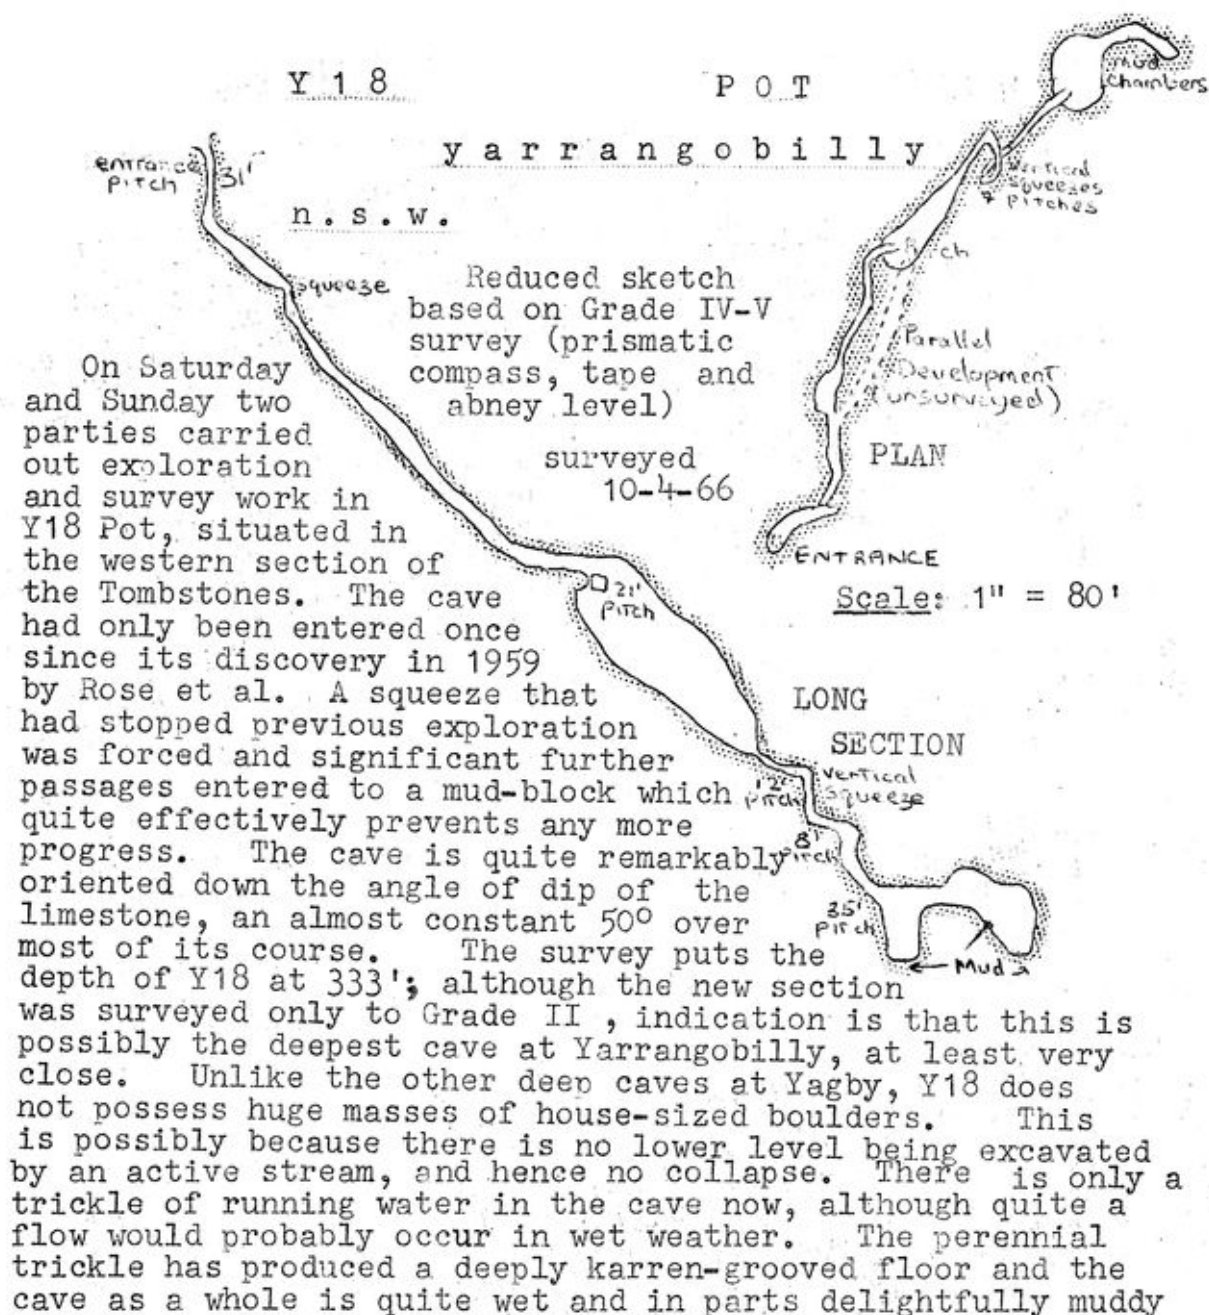 Y18 POT
yarrangobilly
n.s.w.
entrance
pitch
31'
squeeze
Reduced sketch
based on Grade IV-V
survey (prismatic
compass, tape and
abney level)
surveyed
10-4-66
Mud
chambers
vertical
squeezes
+
pitches
Parallel
Development
(unsurveyed)
PLAN
ENTRANCE
Scale: 1" = 80'
21'
pitch
LONG
SECTION
vertical
squeeze
12'
pitch
8'
pitch
35'
pitch
Mud
On Saturday
and Sunday two
parties carried
out exploration
and survey work in
Y18 Pot, situated in
the western section of
the Tombstones. The cave
had only been entered once
since its discovery in 1959
by Rose et al. A squeeze that
had stopped previous exploration
was forced and significant further
passages entered to a mud-block which
quite effectively prevents any more
progress. The cave is quite remarkably
oriented down the angle of dip of the
limestone, an almost constant 50° over
most of its course. The survey puts the
depth of Y18 at 333'; although the new section
was surveyed only to Grade II , indication is that this is
possibly the deepest cave at Yarrangobilly, at least very
close. Unlike the other deep caves at Yagby, Y18 does
not possess huge masses of house-sized boulders. This
is possibly because there is no lower level being excavated
by an active stream, and hence no collapse. There is only a
trickle of running water in the cave now, although quite a
flow would probably occur in wet weather. The perennial
trickle has produced a deeply karren-grooved floor and the
cave as a whole is quite wet and in parts delightfully muddy